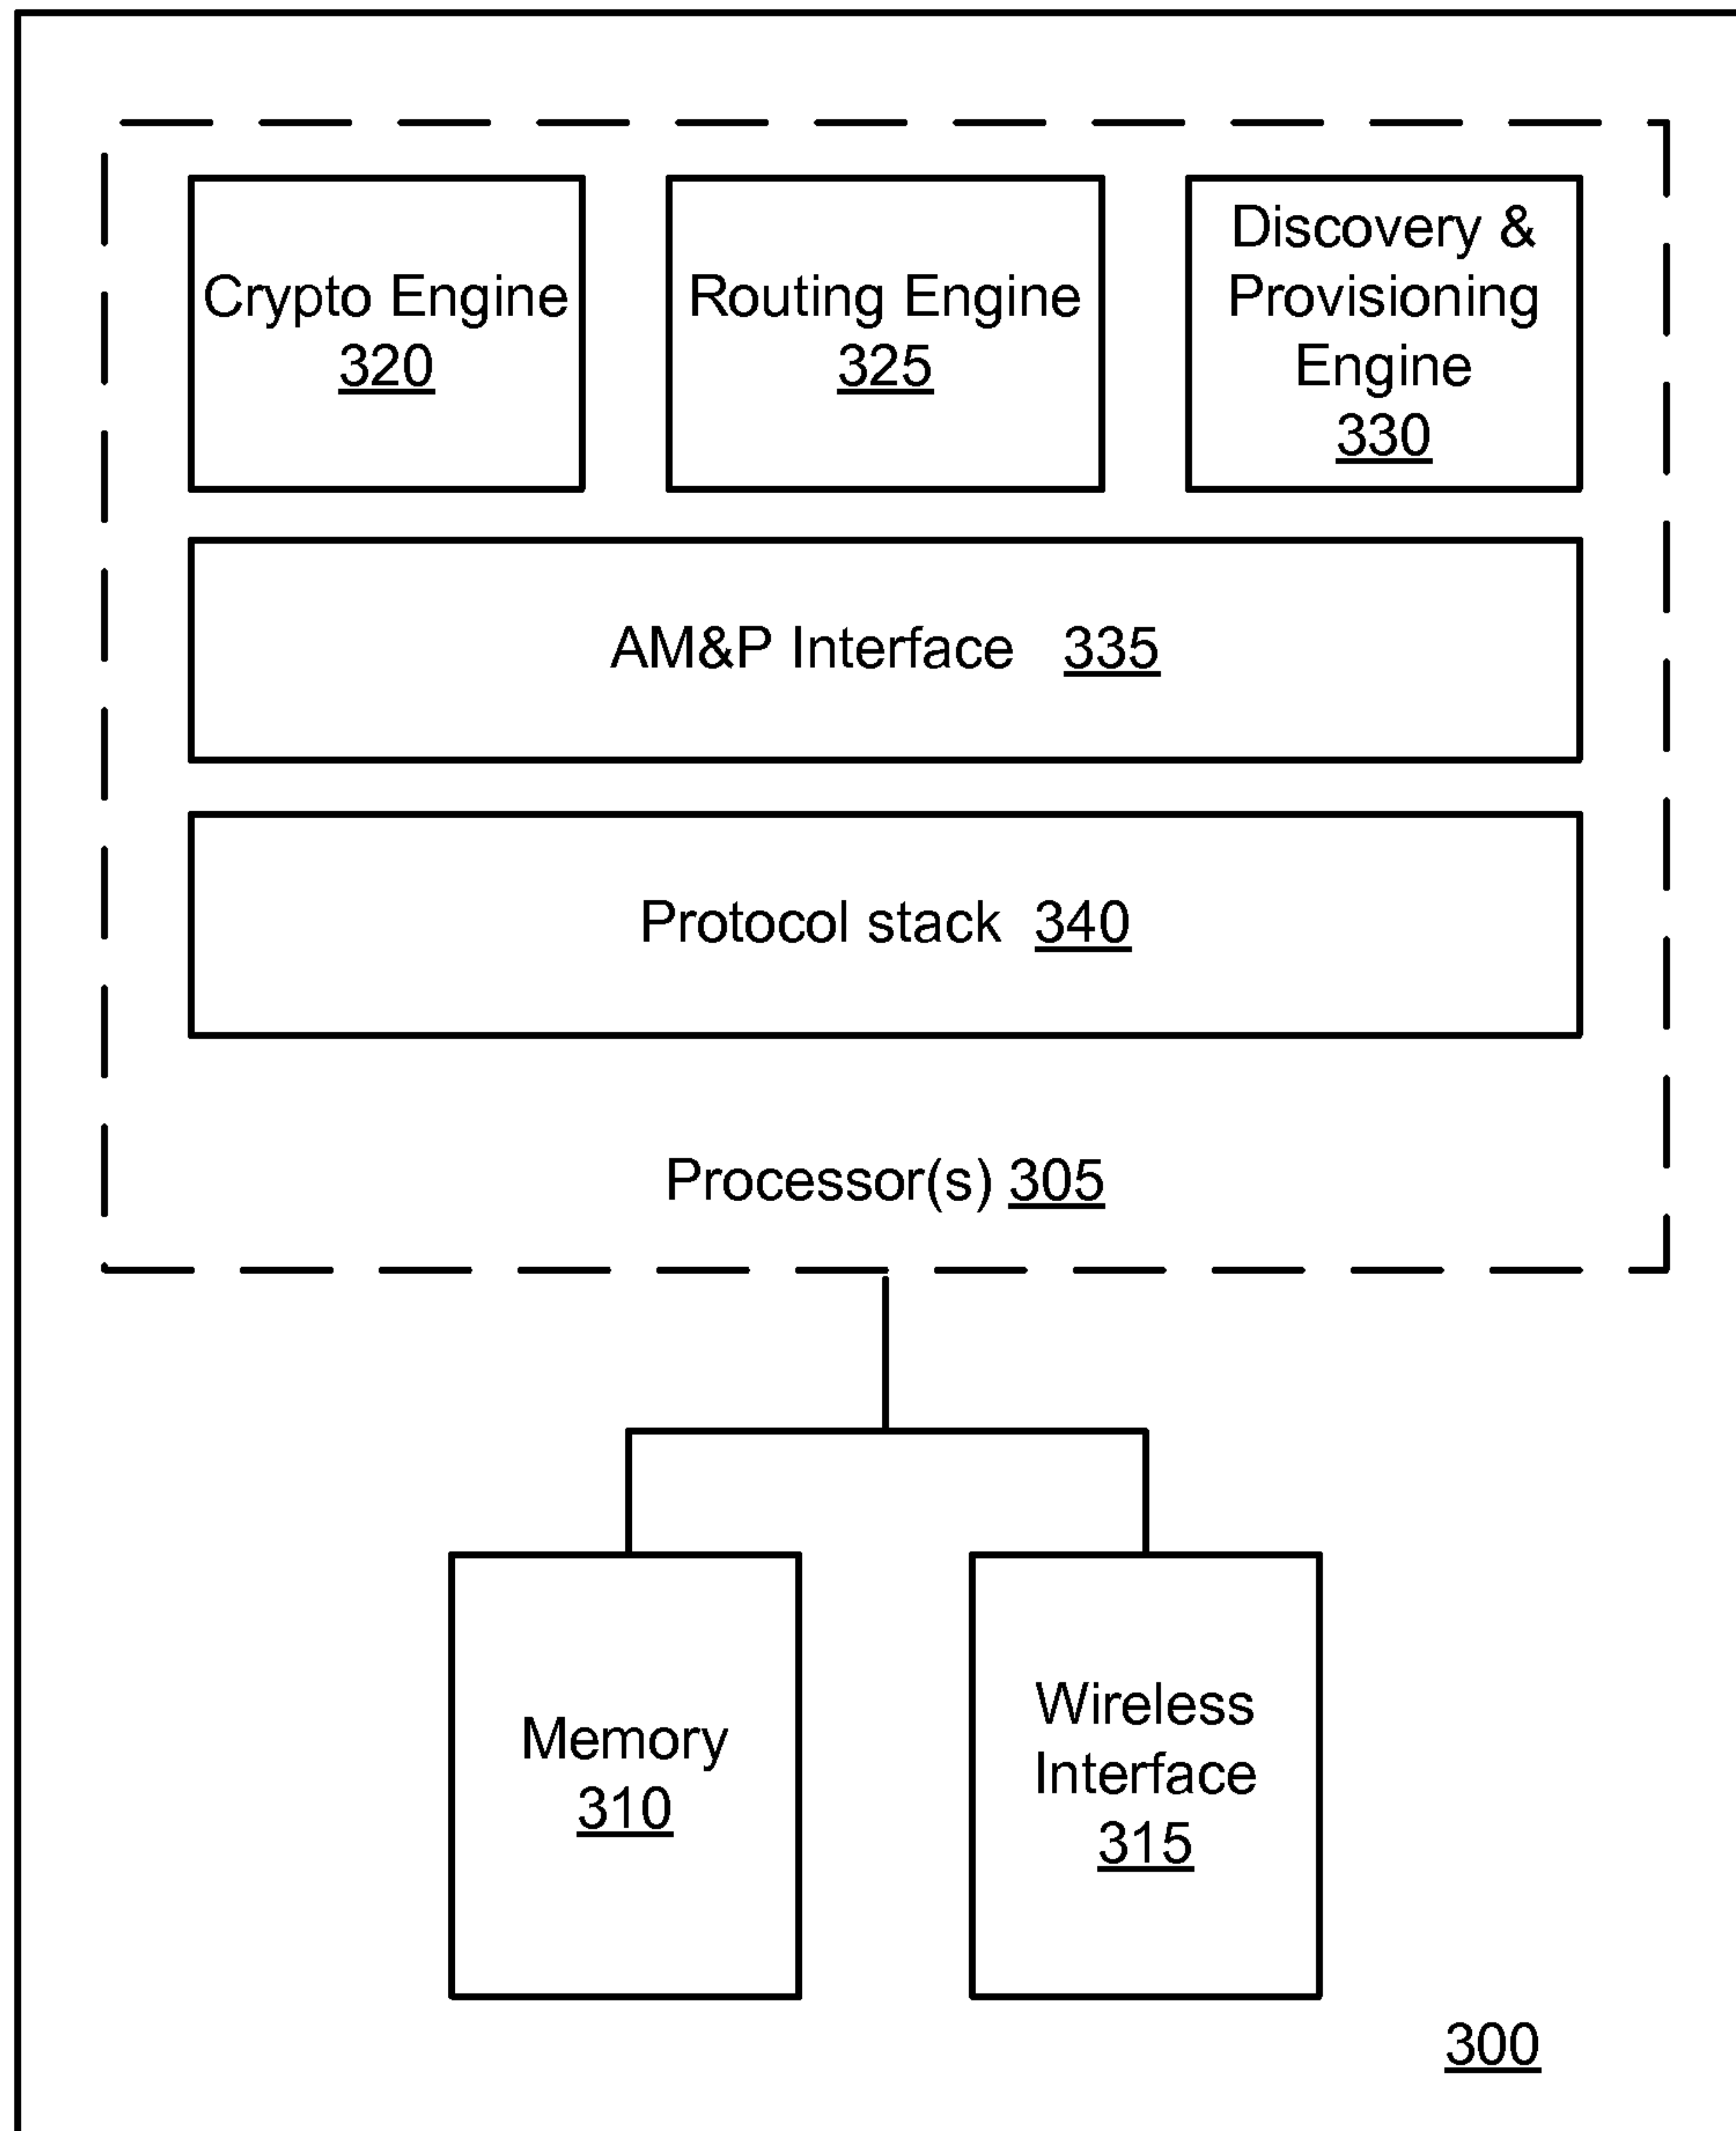 Crypto Engine
320
Routing Engine
325
Discovery &
Provisioning
Engine
330
AM&P Interface 335
Protocol stack 340
Processor(s) 305
Memory
310
Wireless
Interface
315
300